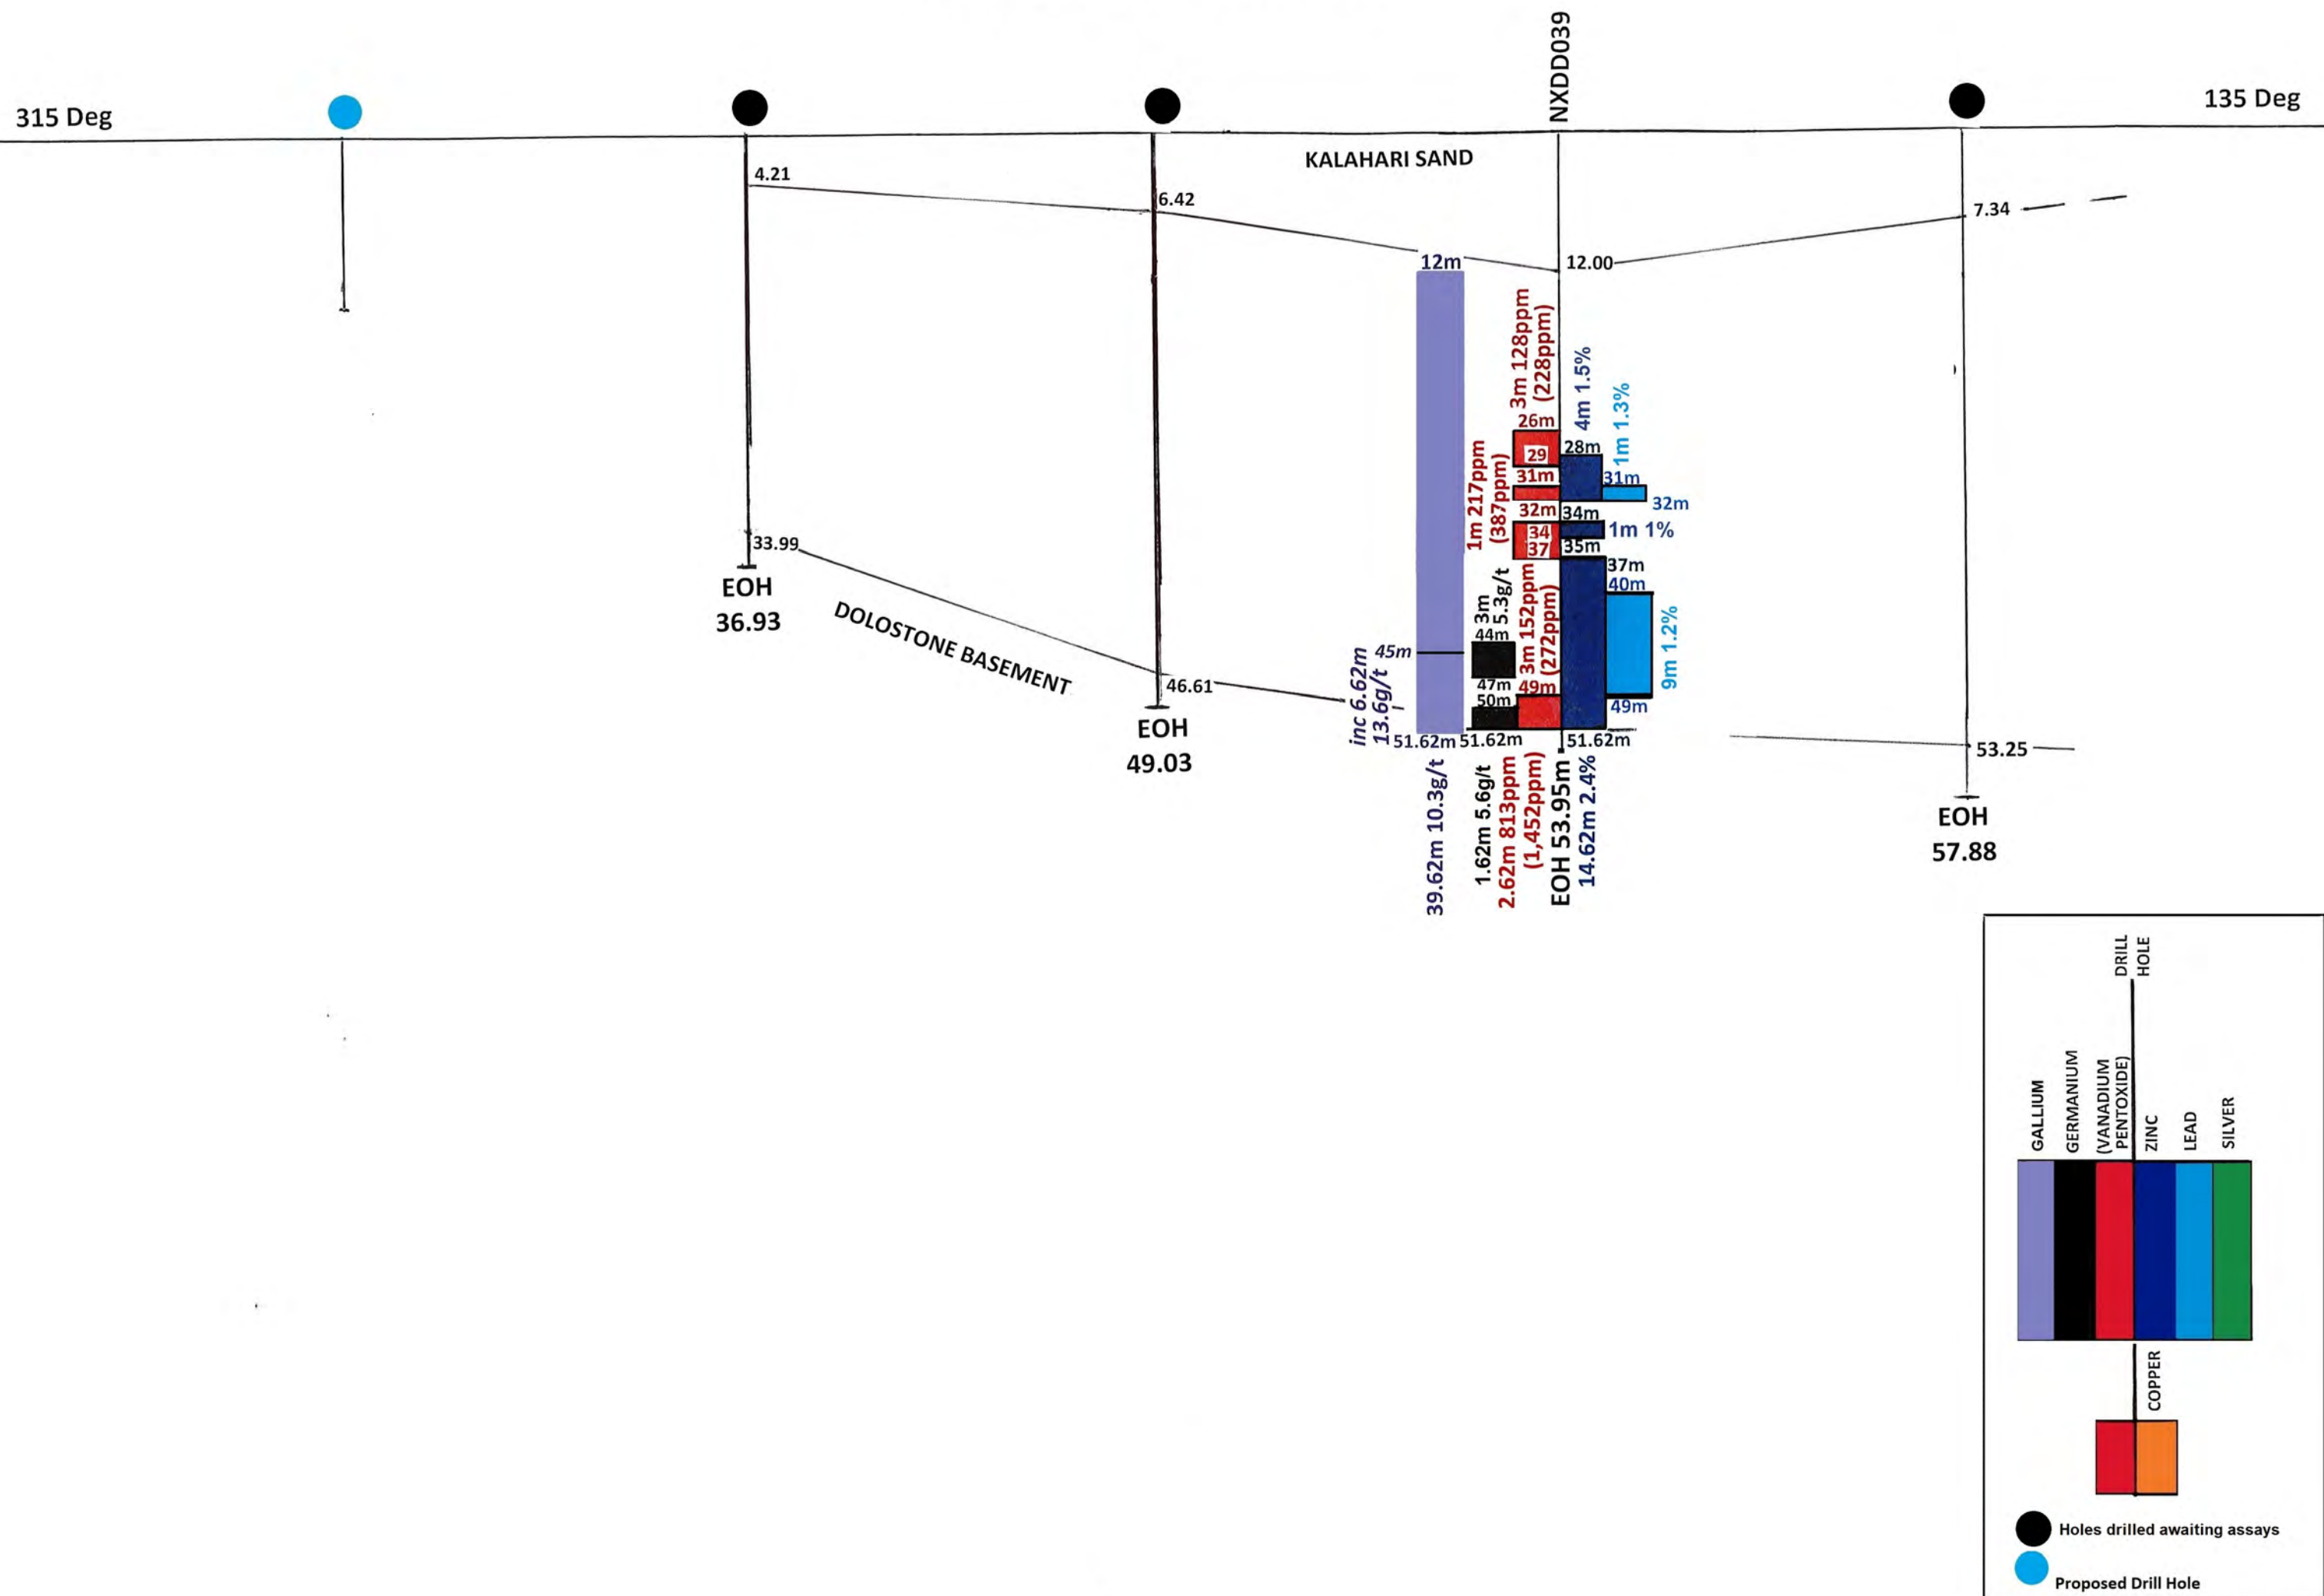 NXDD039
315 Deg
135 Deg
KALAHARI SAND
4.21
6.42
7.34
12m
12.00
3m 128ppm
(228ppm)
4m 1.5%
1m 1.3%
26m
29
28m
31m
31m
32m
32m
34m
1m 217ppm
(387ppm)
34
37
1m 1%
35m
37m
40m
33.99
EOH
36.93
DOLOSTONE BASEMENT
3m
5.3g/t
3m 152ppm
(272ppm)
9m 1.2%
44m
45m
47m
49m
50m
49m
46.61
EOH
49.03
inc 6.62m
13.6g/t
51.62m
51.62m
51.62m
53.25
EOH
57.88
39.62m 10.3g/t
1.62m 5.6g/t
2.62m 813ppm
(1,452ppm)
EOH 53.95m
14.62m 2.4%
DRILL
HOLE
GALLIUM
GERMANIUM
(VANADIUM
PENTOXIDE)
ZINC
LEAD
SILVER
COPPER
Holes drilled awaiting assays
Proposed Drill Hole